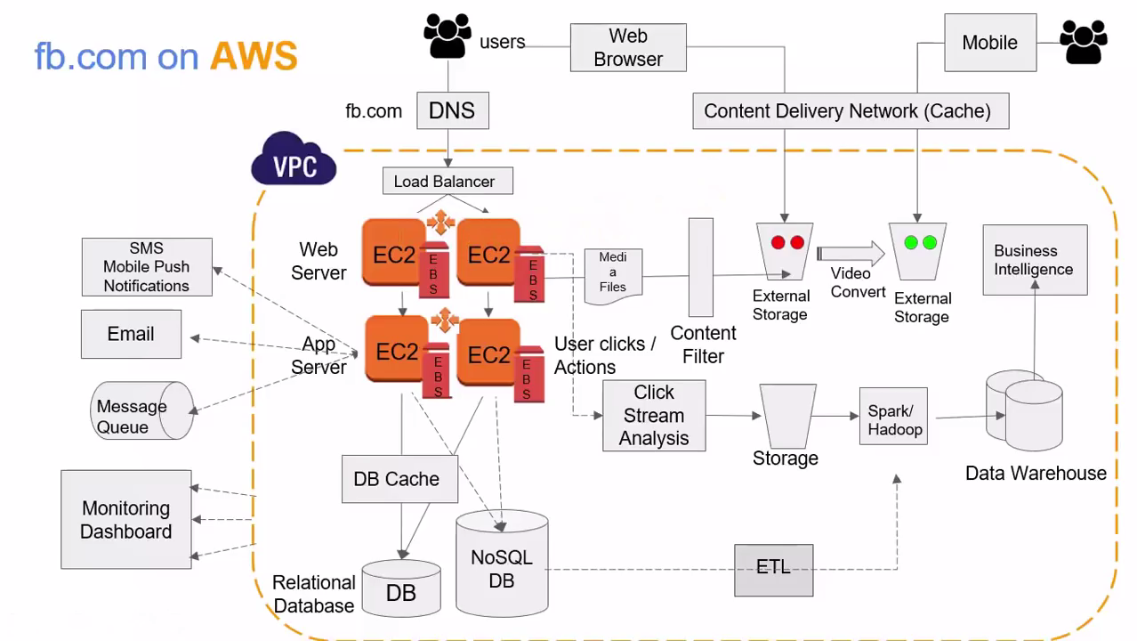 fb.com on AWS
users
Web
Browser
Mobile
fb.com
DNS
Content Delivery Network (Cache)
VPC
Load Balancer
Web
Server
EC2
EBS
EC2
EBS
Medi
a
Files
Content
Filter
External
Storage
Video
Convert
External
Storage
Business
Intelligence
SMS
Mobile Push
Notifications
Email
Message
Queue
App
Server
EC2
EBS
EC2
EBS
User clicks /
Actions
Click
Stream
Analysis
Storage
Spark/
Hadoop
Data Warehouse
Monitoring
Dashboard
DB Cache
Relational
Database
DB
NoSQL
DB
ETL